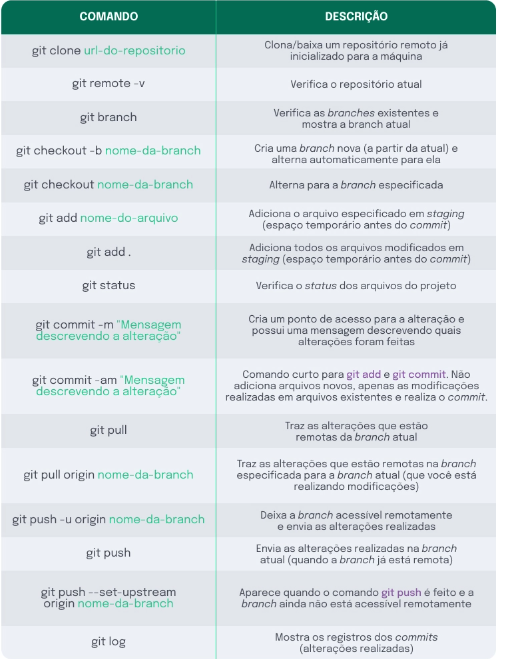 COMANDO
DESCRIÇÃO
git clone url-do-repositorio
Clona/baixa um repositório remoto já
inicializado para a máquina
git remote -v
Verifica o repositório atual
git branch
Verifica as branches existentes e
mostra a branch atual
git checkout -b nome-da-branch
Cria uma branch nova (a partir da atual) e
alterna automaticamente para ela
git checkout nome-da-branch
Alterna para a branch especificada
git add nome-do-arquivo
Adiciona o arquivo especificado em staging
(espaço temporário antes do commit)
git add .
Adiciona todos os arquivos modificados em
staging (espaço temporário antes do commit)
git status
Verifica o status dos arquivos do projeto
git commit -m "Mensagem
descrevendo a alteração"
Cria um ponto de acesso para a alteração e
possui uma mensagem descrevendo quais
alterações foram feitas
git commit -am "Mensagem
descrevendo a alteração"
Comando curto para git add e git commit. Não
adiciona arquivos novos, apenas as modificações
realizadas em arquivos existentes e realiza o commit.
git pull
Traz as alterações que estão
remotas da branch atual
git pull origin nome-da-branch
Traz as alterações que estão remotas na branch
especificada para a branch atual (que você está
realizando modificações)
git push -u origin nome-da-branch
Deixa a branch acessível remotamente
e envia as alterações realizadas
git push
Envia as alterações realizadas na branch
atual (quando a branch já está remota)
git push --set-upstream
origin nome-da-branch
Aparece quando o comando git push é feito e a
branch ainda não está acessível remotamente
git log
Mostra os registros dos commits
(alterações realizadas)